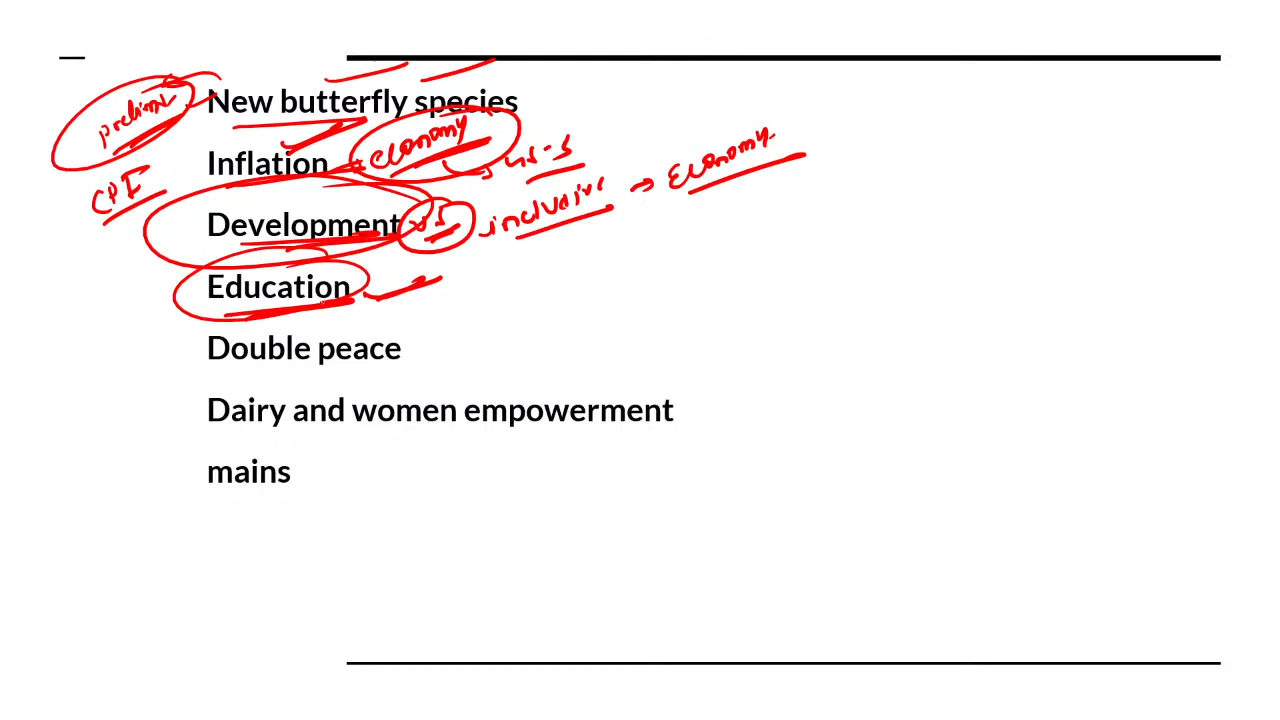 prelims New butterfly species
CPI Inflation economy
Development inclusive → Economy
Education
Double peace
Dairy and women empowerment
mains